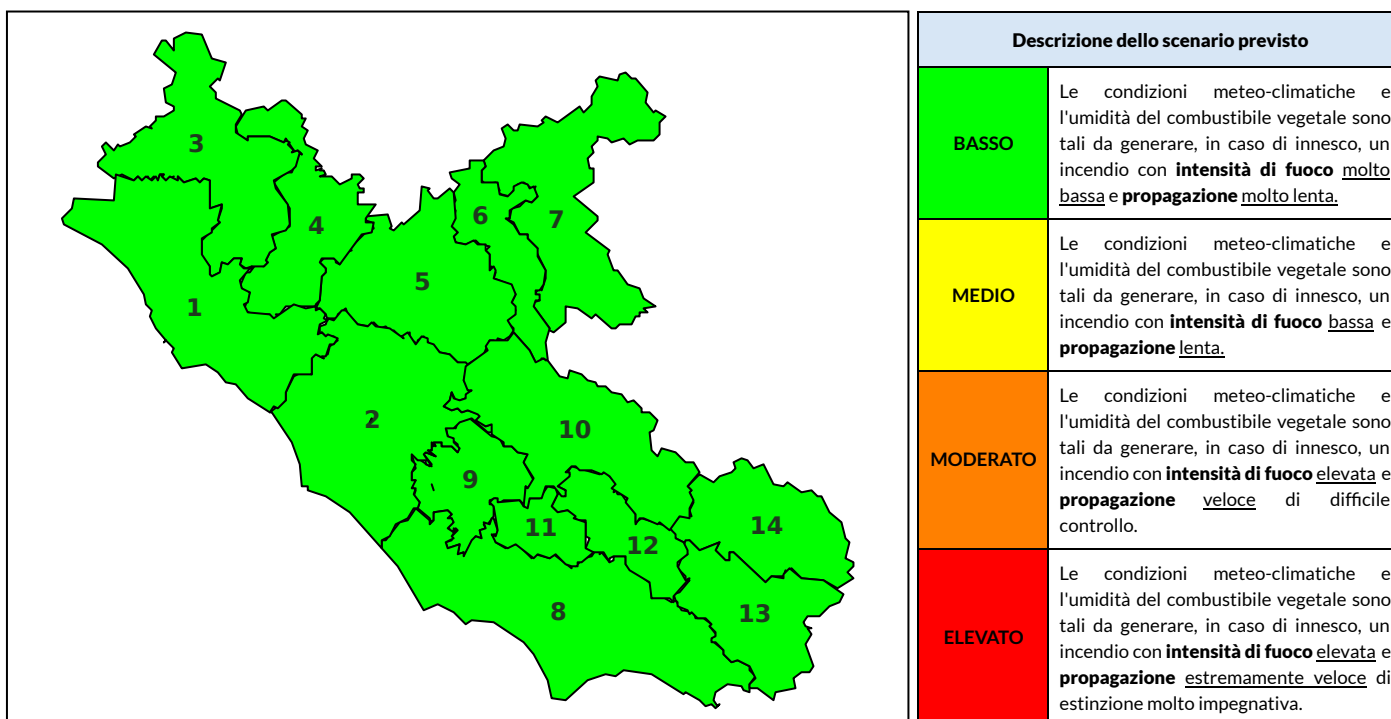 3
4
6
7
5
1
2
10
9
11
12
14
8
13
Descrizione dello scenario previsto
BASSO
Le condizioni meteo-climatiche e
l'umidità del combustibile vegetale sono
tali da generare, in caso di innesco, un
incendio con intensità di fuoco molto
bassa e propagazione molto lenta.
MEDIO
Le condizioni meteo-climatiche e
l'umidità del combustibile vegetale sono
tali da generare, in caso di innesco, un
incendio con intensità di fuoco bassa e
propagazione lenta.
MODERATO
Le condizioni meteo-climatiche e
l'umidità del combustibile vegetale sono
tali da generare, in caso di innesco, un
incendio con intensità di fuoco elevata e
propagazione veloce di difficile
controllo.
ELEVATO
Le condizioni meteo-climatiche e
l'umidità del combustibile vegetale sono
tali da generare, in caso di innesco, un
incendio con intensità di fuoco elevata e
propagazione estremamente veloce di
estinzione molto impegnativa.